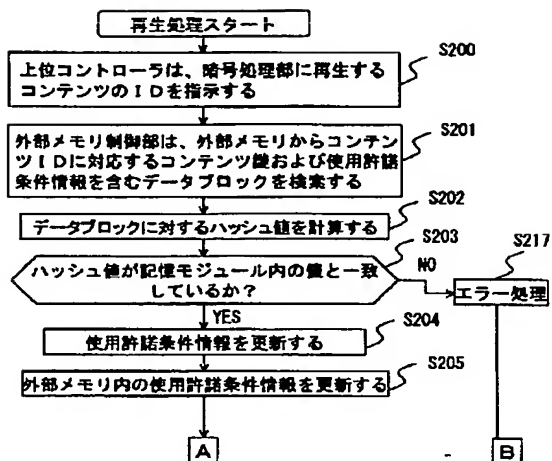 再生処理スタート
S200
上位コントローラは、暗号処理部に再生する
コンテンツのIDを指示する
S201
外部メモリ制御部は、外部メモリからコンテン
ツIDに対応するコンテンツ鍵および使用許諾
条件情報を含むデータブロックを検索する
S202
データブロックに対するハッシュ値を計算する
S203
ハッシュ値が記憶モジュール内の値と一致
しているか?
NO
S217
エラー処理
YES
S204
使用許諾条件情報を更新する
S205
外部メモリ内の使用許諾条件情報を更新する
A
B